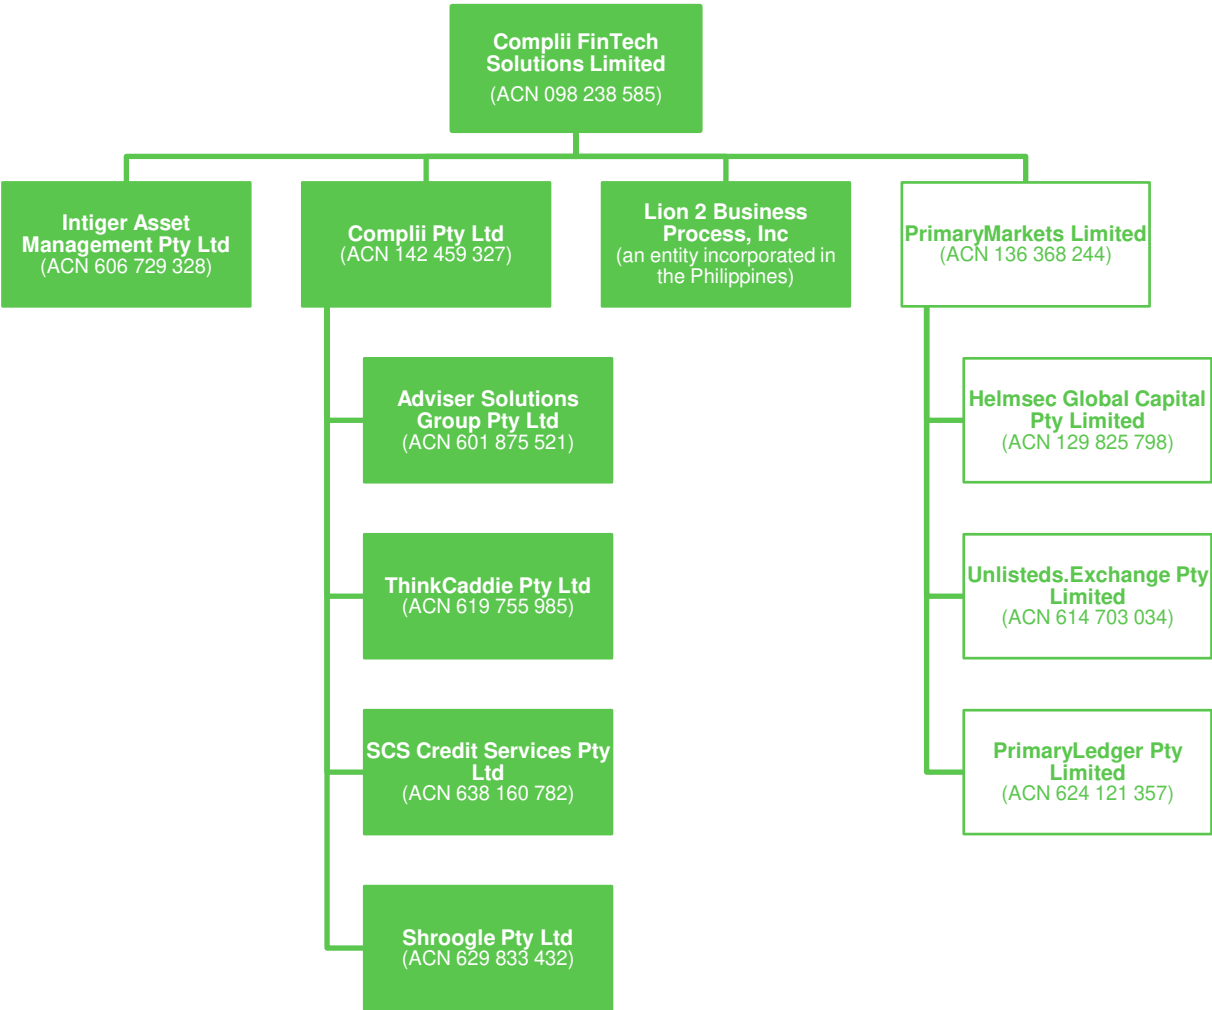 Complii FinTech
Solutions Limited
(ACN 098 238 585)
Intiger Asset
Management Pty Ltd
(ACN 606 729 328)
Complii Pty Ltd
(ACN 142 459 327)
Lion 2 Business
Process, Inc
(an entity incorporated in
the Philippines)
PrimaryMarkets Limited
(ACN 136 368 244)
Adviser Solutions
Group Pty Ltd
(ACN 601 875 521)
ThinkCaddie Pty Ltd
(ACN 619 755 985)
SCS Credit Services Pty
Ltd
(ACN 638 160 782)
Shroogle Pty Ltd
(ACN 629 833 432)
Helmsec Global Capital
Pty Limited
(ACN 129 825 798)
Unlisteds.Exchange Pty
Limited
(ACN 614 703 034)
PrimaryLedger Pty
Limited
(ACN 624 121 357)